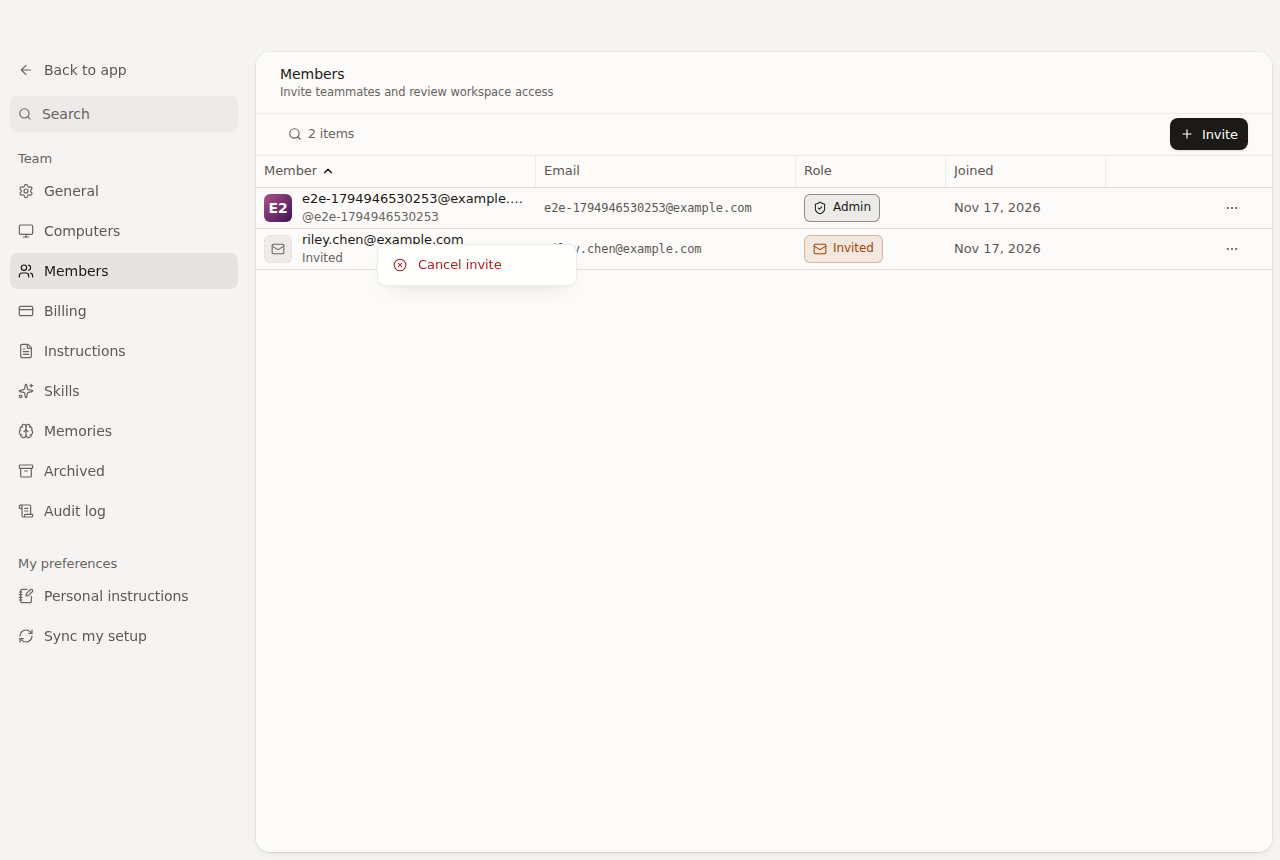 Back to app
Search
Team
General
Computers
Members
Billing
Instructions
Skills
Memories
Archived
Audit log
My preferences
Personal instructions
Sync my setup
Members
Invite teammates and review workspace access
2 items
Invite
Member Email Role Joined
E2 e2e-1794946530253@example.… e2e-1794946530253@example.com Admin Nov 17, 2026
@e2e-1794946530253
riley.chen@example.com y.chen@example.com Invited Nov 17, 2026
Invited
Cancel invite